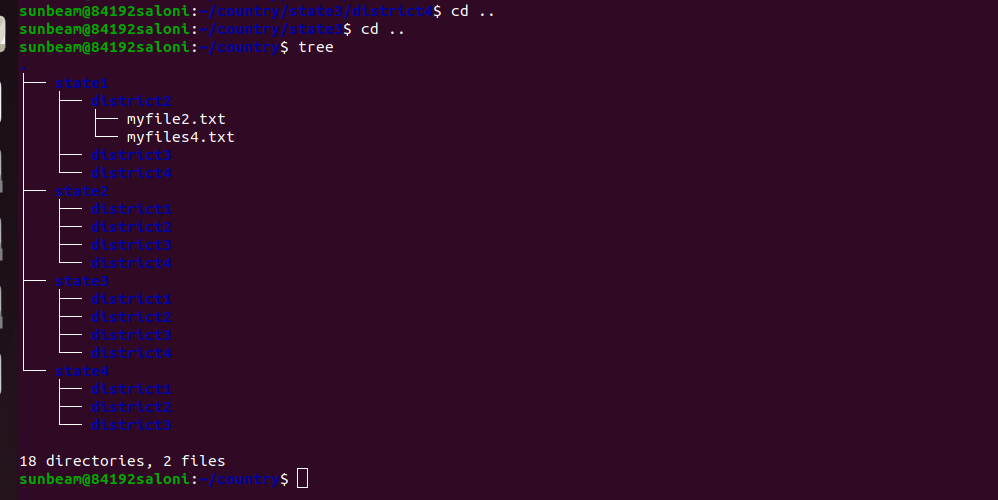 sunbeam@84192saloni:~/country/state3/district4$ cd ..
sunbeam@84192saloni:~/country/state3$ cd ..
sunbeam@84192saloni:~/country$ tree
.
├── state1
│   ├── district2
│   │   ├── myfile2.txt
│   │   └── myfiles4.txt
│   ├── district3
│   └── district4
├── state2
│   ├── district1
│   ├── district2
│   ├── district3
│   └── district4
├── state3
│   ├── district1
│   ├── district2
│   ├── district3
│   └── district4
└── state4
    ├── district1
    ├── district2
    └── district3
18 directories, 2 files
sunbeam@84192saloni:~/country$